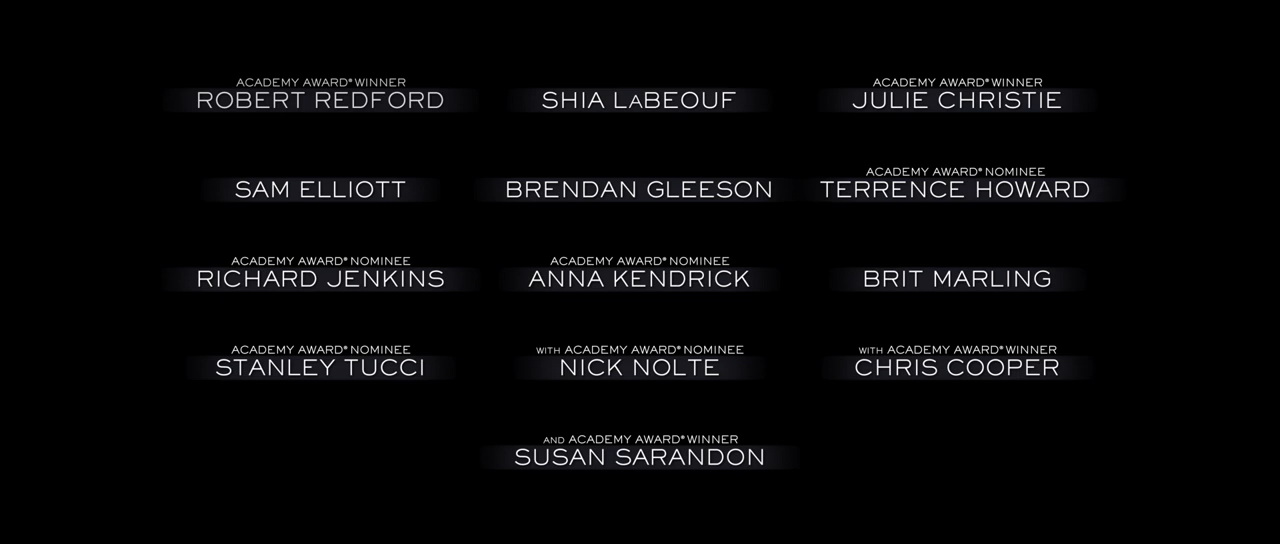 ACADEMY AWARD® WINNER
ROBERT REDFORD
SHIA LaBEOUF
ACADEMY AWARD® WINNER
JULIE CHRISTIE
SAM ELLIOTT
BRENDAN GLEESON
ACADEMY AWARD® NOMINEE
TERRENCE HOWARD
ACADEMY AWARD® NOMINEE
RICHARD JENKINS
ACADEMY AWARD® NOMINEE
ANNA KENDRICK
BRIT MARLING
ACADEMY AWARD® NOMINEE
STANLEY TUCCI
WITH ACADEMY AWARD® NOMINEE
NICK NOLTE
WITH ACADEMY AWARD® WINNER
CHRIS COOPER
AND ACADEMY AWARD® WINNER
SUSAN SARANDON